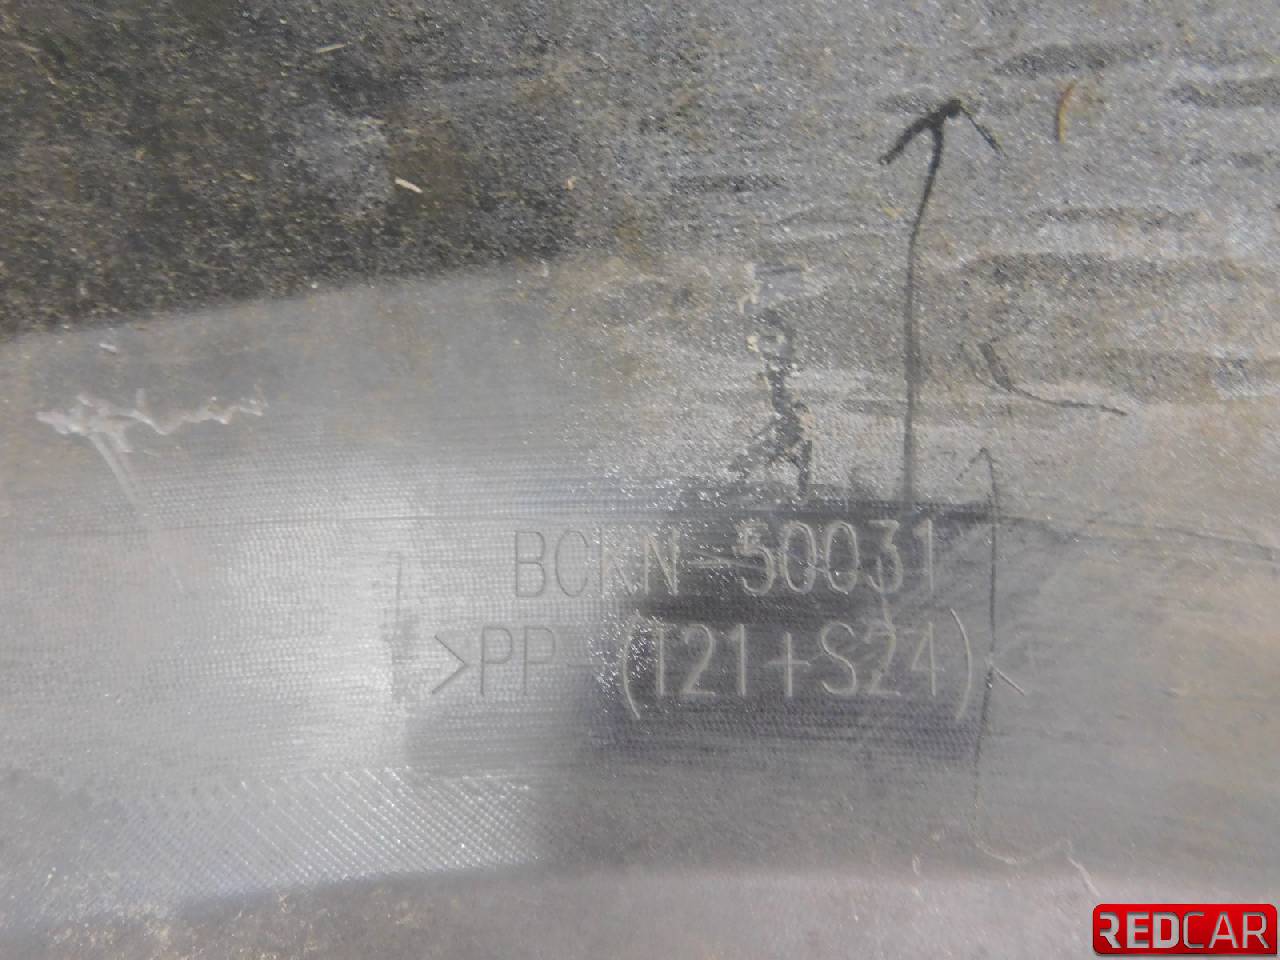 BCKN-50031
>PP-(T21+S24)<
REDCAR